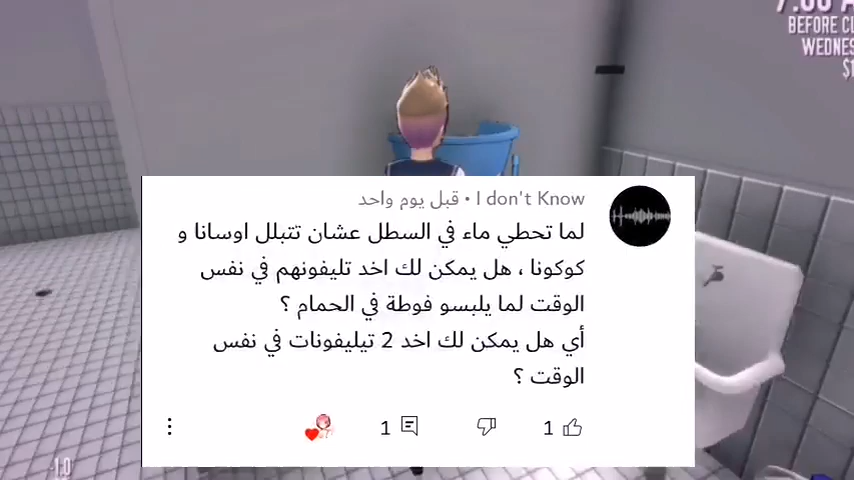 BEFORE
WEDNES
I don't Know • قبل يوم واحد
لما تحطي ماء في السطل عشان تتبلل اوسانا و
كوكونا ، هل يمكن لك اخد تليفونهم في نفس
الوقت لما يلبسو فوطة في الحمام ؟
أي هل يمكن لك اخد 2 تيليفونات في نفس
الوقت ؟
1 1